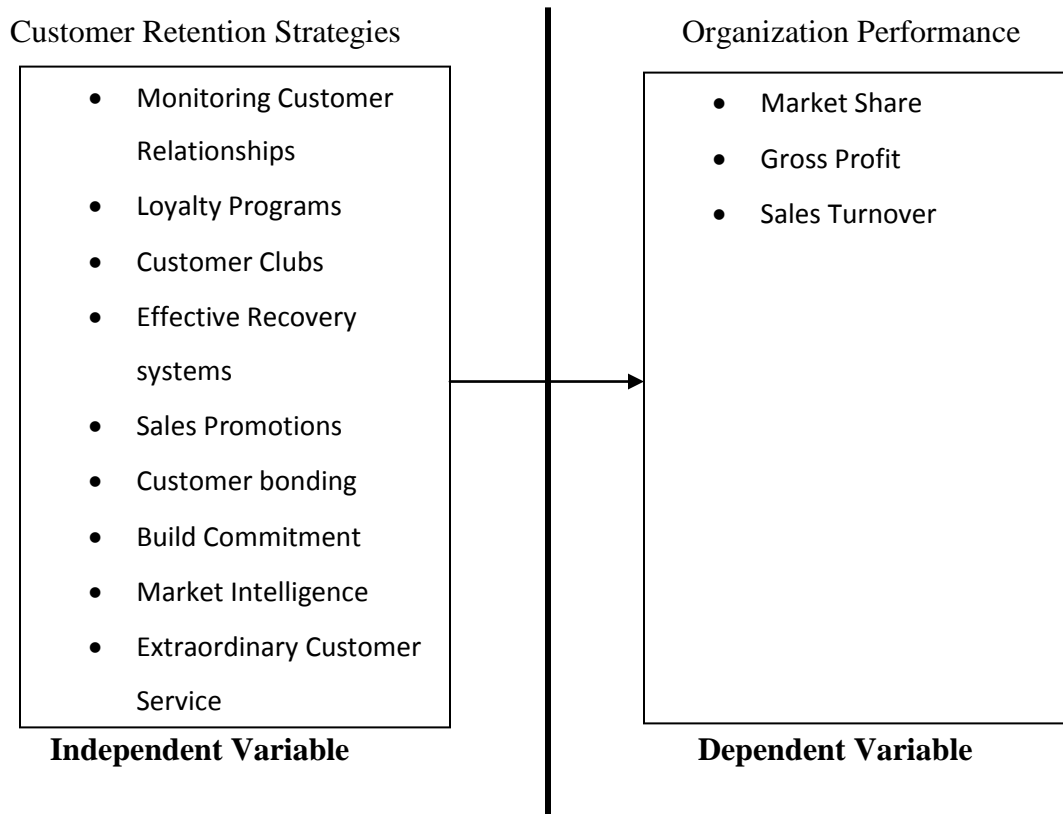 Customer Retention Strategies
• Monitoring Customer
Relationships
• Loyalty Programs
• Customer Clubs
• Effective Recovery
systems
• Sales Promotions
• Customer bonding
• Build Commitment
• Market Intelligence
• Extraordinary Customer
Service
Independent Variable
Organization Performance
• Market Share
• Gross Profit
• Sales Turnover
Dependent Variable